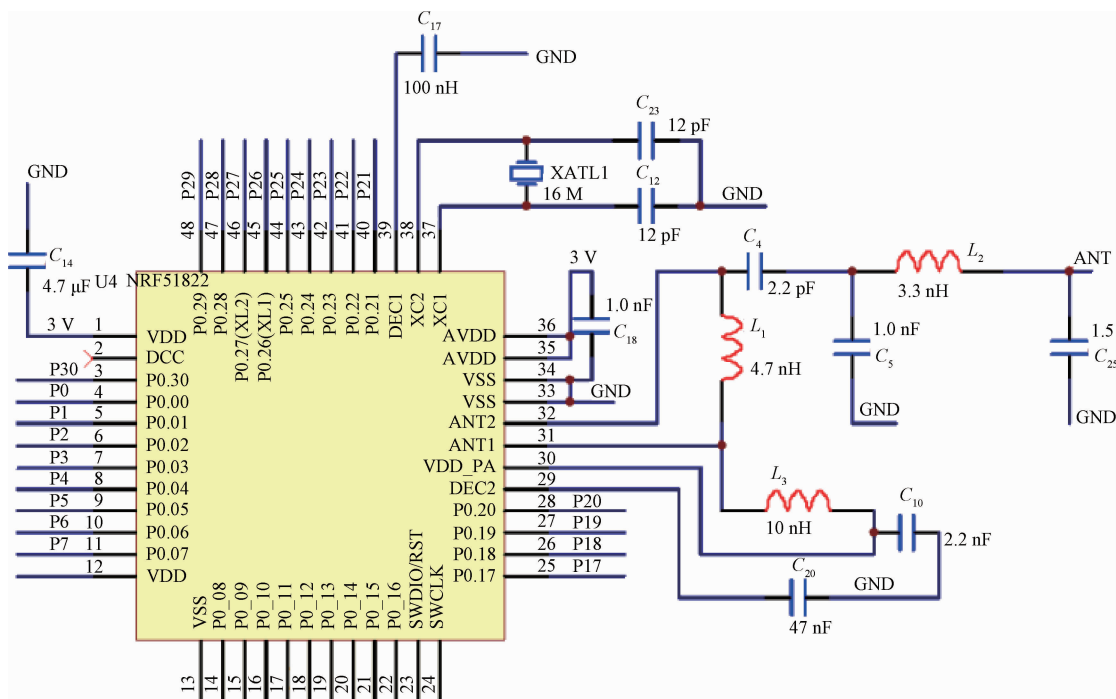 C17
GND
100 nH
C23
12 pF
XATL1
16 M
C12
GND
12 pF
GND
C14
4.7 μF
3 V
P29
P28
P27
P26
P25
P24
P23
P22
P21
48
47
46
45
44
43
42
41
40
39
38
37
U4 NRF51822
P0.29
P0.28
P0.27(XL2)
P0.26(XL1)
P0.25
P0.24
P0.23
P0.22
P0.21
DEC1
XC2
XC1
1 VDD
2 DCC
P30 3 P0.30
P0 4 P0.00
P1 5 P0.01
P2 6 P0.02
P3 7 P0.03
P4 8 P0.04
P5 9 P0.05
P6 10 P0.06
P7 11 P0.07
12 VDD
AVDD 36
AVDD 35
VSS 34
VSS 33 GND
ANT2 32
ANT1 31
VDD_PA 30
DEC2 29
P0.20 28 P20
P0.19 27 P19
P0.18 26 P18
P0.17 25 P17
3 V
1.0 nF
C18
C4
2.2 pF
L2
3.3 nH
ANT
L1
4.7 nH
1.0 nF
C5
GND
1.5
C25
GND
L3
10 nH
C10
2.2 nF
C20
GND
47 nF
VSS
P0_08
P0_09
P0_10
P0_11
P0_12
P0_13
P0_14
P0_15
P0_16
SWDIO/RST
SWCLK
13
14
15
16
17
18
19
20
21
22
23
24